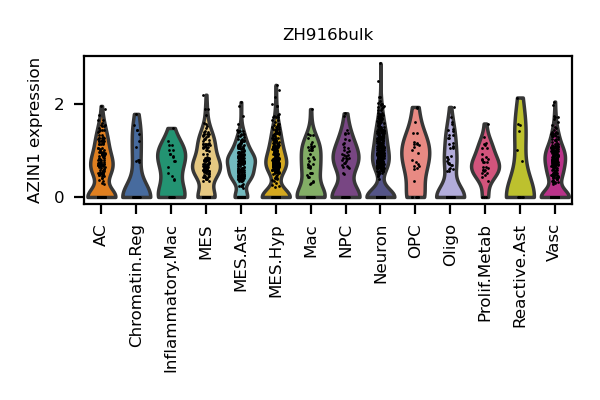 ZH916bulk
AZIN1 expression
2
0
AC
Chromatin.Reg
Inflammatory.Mac
MES
MES.Ast
MES.Hyp
Mac
NPC
Neuron
OPC
Oligo
Prolif.Metab
Reactive.Ast
Vasc